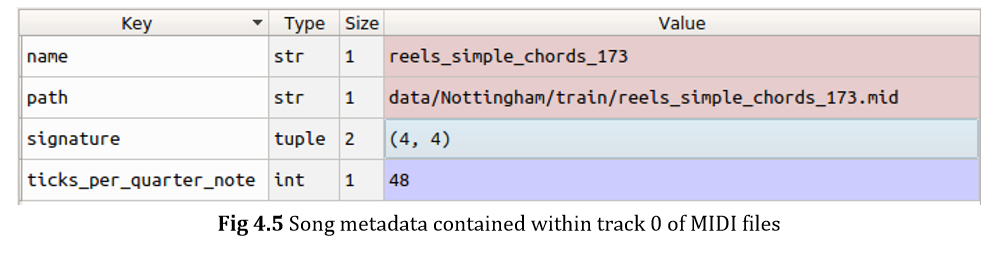 Key Type Size Value
name str 1 reels_simple_chords_173
path str 1 data/Nottingham/train/reels_simple_chords_173.mid
signature tuple 2 (4, 4)
ticks_per_quarter_note int 1 48
Fig 4.5 Song metadata contained within track 0 of MIDI files